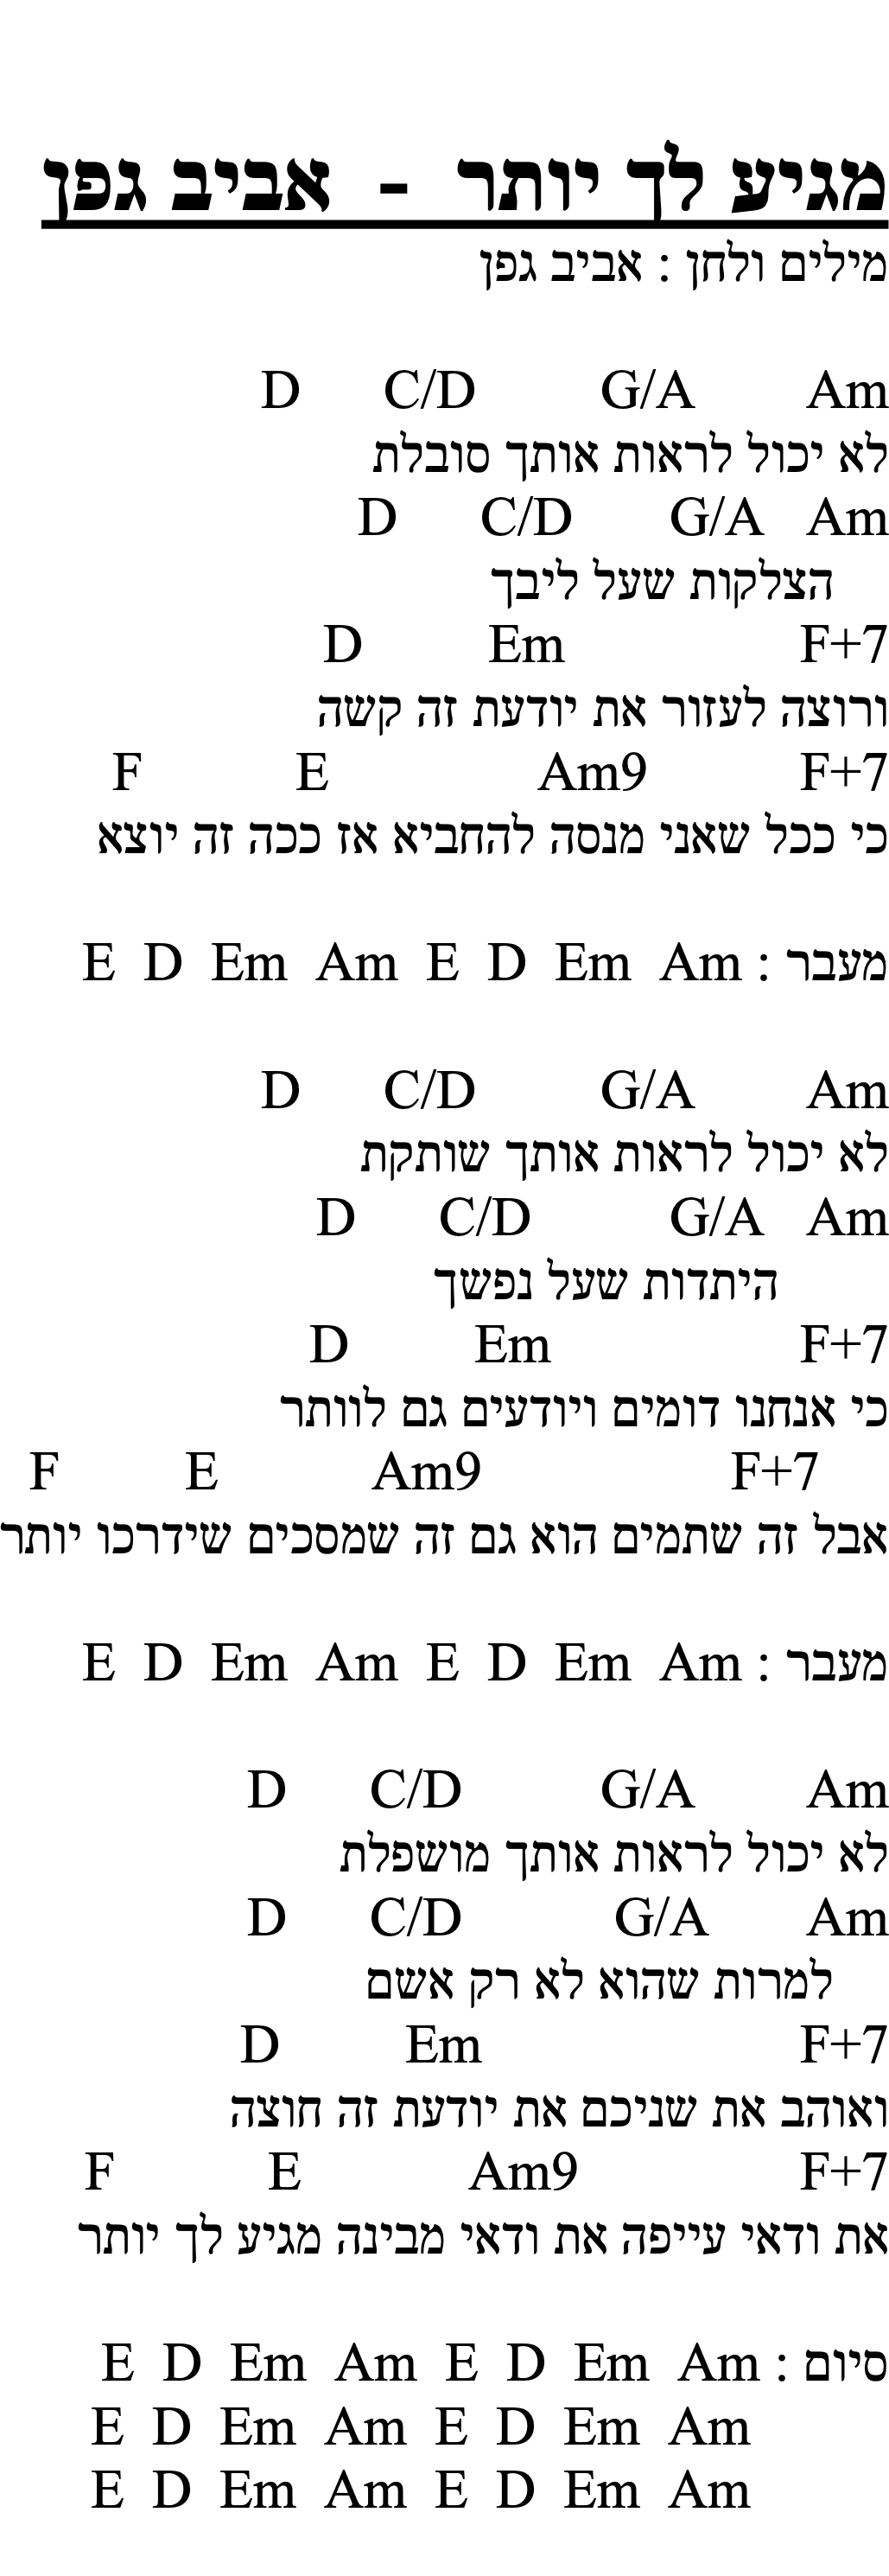 מגיע לך יותר - אביב גפן
מילים ולחן : אביב גפן
D C/D G/A Am
לא יכול לראות אותך סובלת
D C/D G/A Am
הצלקות שעל ליבך
D Em F+7
ורוצה לעזור את יודעת זה קשה
F E Am9 F+7
כי ככל שאני מנסה להחביא אז ככה זה יוצא
מעבר : E D Em Am E D Em Am
D C/D G/A Am
לא יכול לראות אותך שותקת
D C/D G/A Am
היתדות שעל נפשך
D Em F+7
כי אנחנו דומים ויודעים גם לוותר
F E Am9 F+7
אבל זה שתמים הוא גם זה שמסכים שידרכו יותר
מעבר : E D Em Am E D Em Am
D C/D G/A Am
לא יכול לראות אותך מושפלת
D C/D G/A Am
למרות שהוא לא רק אשם
D Em F+7
ואוהב את שניכם את יודעת זה חוצה
F E Am9 F+7
את ודאי עייפה את ודאי מבינה מגיע לך יותר
סיום : E D Em Am E D Em Am
E D Em Am E D Em Am
E D Em Am E D Em Am